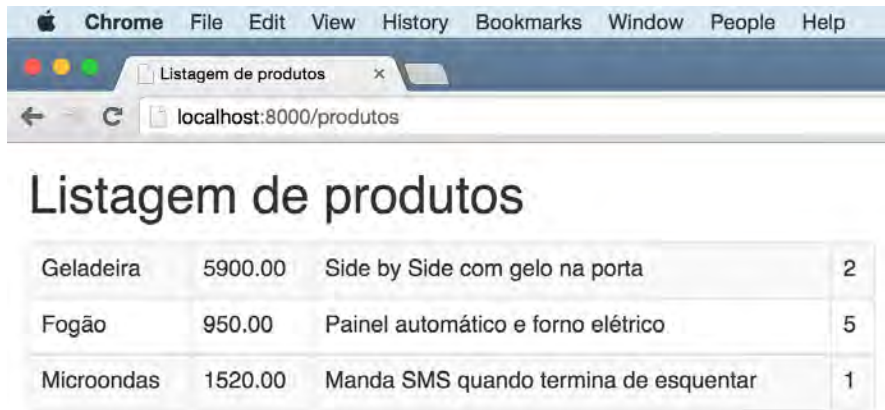 Chrome File Edit View History Bookmarks Window People Help
Listagem de produtos ×
localhost:8000/produtos
Listagem de produtos
Geladeira 5900.00 Side by Side com gelo na porta 2
Fogão 950.00 Painel automático e forno elétrico 5
Microondas 1520.00 Manda SMS quando termina de esquentar 1